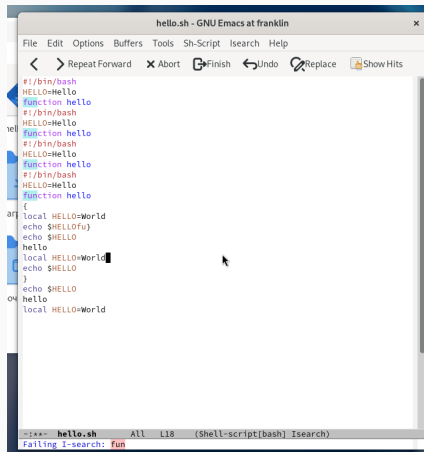 hello.sh - GNU Emacs at franklin
File Edit Options Buffers Tools Sh-Script Isearch Help
Repeat Forward Abort Finish Undo Replace Show Hits
#!/bin/bash
HELLO=Hello
function hello
#!/bin/bash
HELLO=Hello
function hello
#!/bin/bash
HELLO=Hello
function hello
#!/bin/bash
HELLO=Hello
function hello
{
local HELLO=World
echo $HELLOfu}
echo $HELLO
hello
local HELLO=World
echo $HELLO
}
echo $HELLO
hello
local HELLO=World
-:**- hello.sh All L18 (Shell-script[bash] Isearch)
Failing I-search: fun